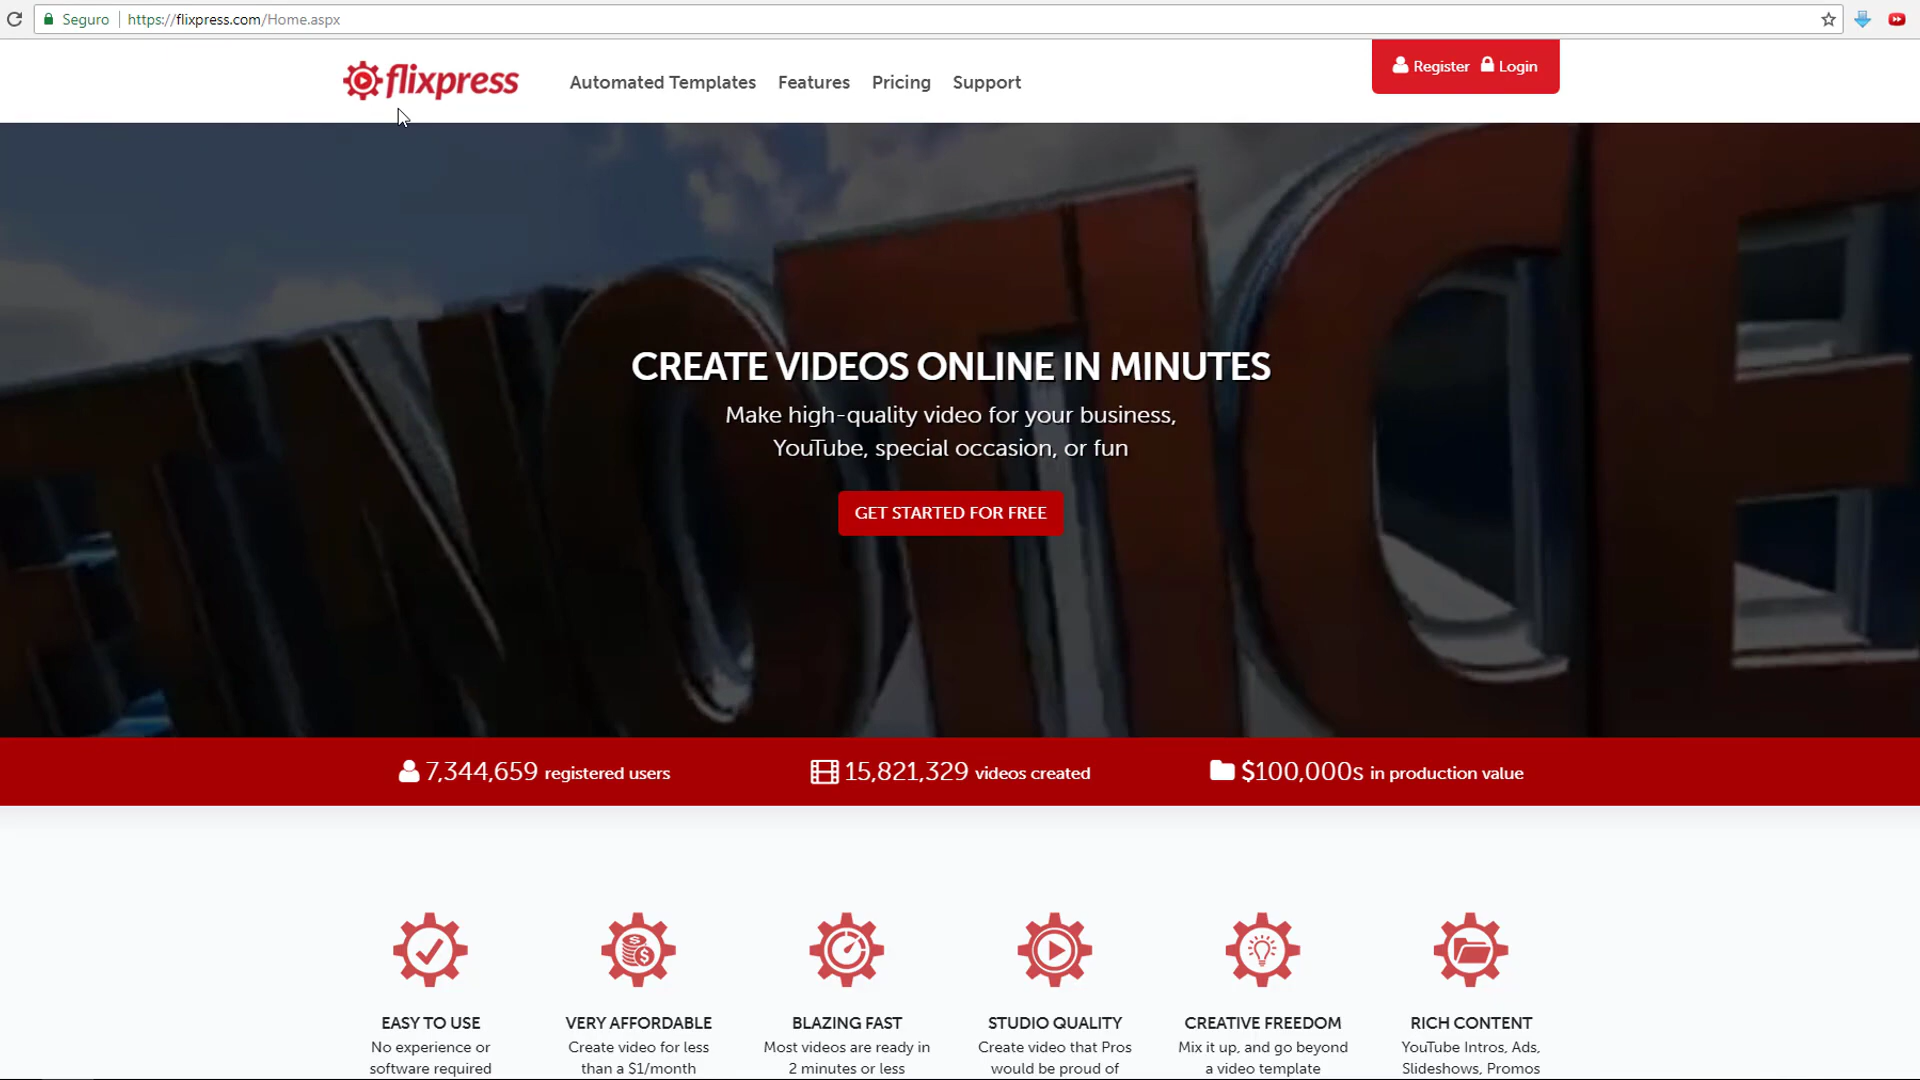 Seguro https://flixpress.com/Home.aspx
flixpress
Automated Templates Features Pricing Support
Register Login
NOTICE
CREATE VIDEOS ONLINE IN MINUTES
Make high-quality video for your business,
YouTube, special occasion, or fun
GET STARTED FOR FREE
7,344,659 registered users
15,821,329 videos created
$100,000s in production value
EASY TO USE
No experience or
software required
VERY AFFORDABLE
Create video for less
than a $1/month
BLAZING FAST
Most videos are ready in
2 minutes or less
STUDIO QUALITY
Create video that Pros
would be proud of
CREATIVE FREEDOM
Mix it up, and go beyond
a video template
RICH CONTENT
YouTube Intros, Ads,
Slideshows, Promos